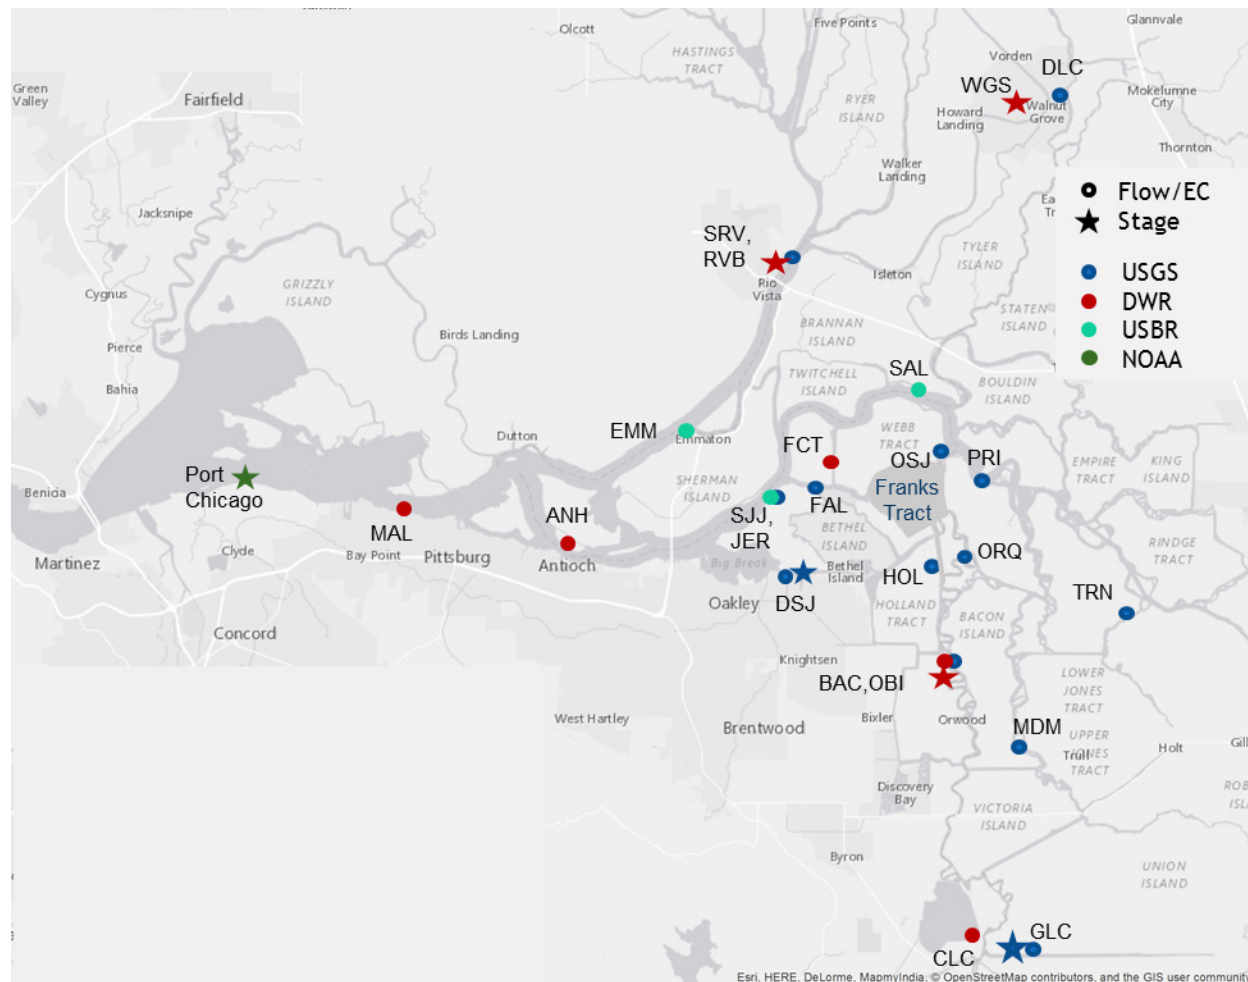 Olcott
Five Points
Glannvale
HASTINGS
TRACT
Vorden
DLC
Green
Valley
Fairfield
WGS
Mokelumne
City
RYER
ISLAND
Howard
Landing
Walnut
Grove
Thornton
Walker
Landing
Flow/EC
Stage
Jacksnipe
SRV,
RVB
TYLER
ISLAND
USGS
Isleton
DWR
USBR
NOAA
Rio
Vista
GRIZZLY
ISLAND
Cygnus
STATEN
ISLAND
BRANNAN
ISLAND
Birds Landing
Pierce
Bahia
SAL
TWITCHELL
ISLAND
BOULDIN
ISLAND
EMM
Emmaton
Dutton
FCT
WEBB
TRACT
OSJ
PRI
Port
Chicago
SHERMAN
ISLAND
Franks
Tract
EMPIRE
TRACT
KING
ISLAND
Benicia
FAL
MAL
ANH
SJJ,
JER
BETHEL
ISLAND
RINDGE
TRACT
Clyde
Bay Point
Pittsburg
Antioch
Big Break
Bethel
Island
HOL
ORQ
Martinez
Oakley
DSJ
TRN
HOLLAND
TRACT
BACON
ISLAND
Concord
Knightsen
BAC,OBI
LOWER
JONES
TRACT
West Hartley
Brentwood
Bixler
Orwood
MDM
UPPER
JONES
TRACT
Trull
Holt
Discovery
Bay
VICTORIA
ISLAND
Byron
UNION
ISLAND
GLC
CLC
Esri, HERE, DeLorme, MapmyIndia, © OpenStreetMap contributors, and the GIS user community